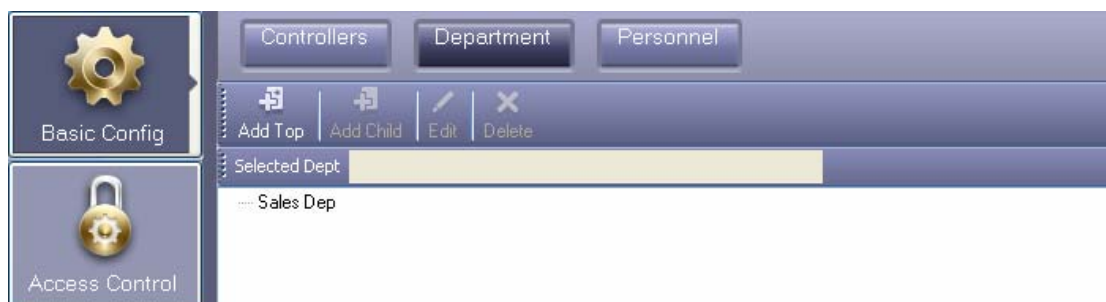 Controllers Department Personnel
Basic Config
Add Top Add Child Edit Delete
Selected Dept
Sales Dep
Access Control